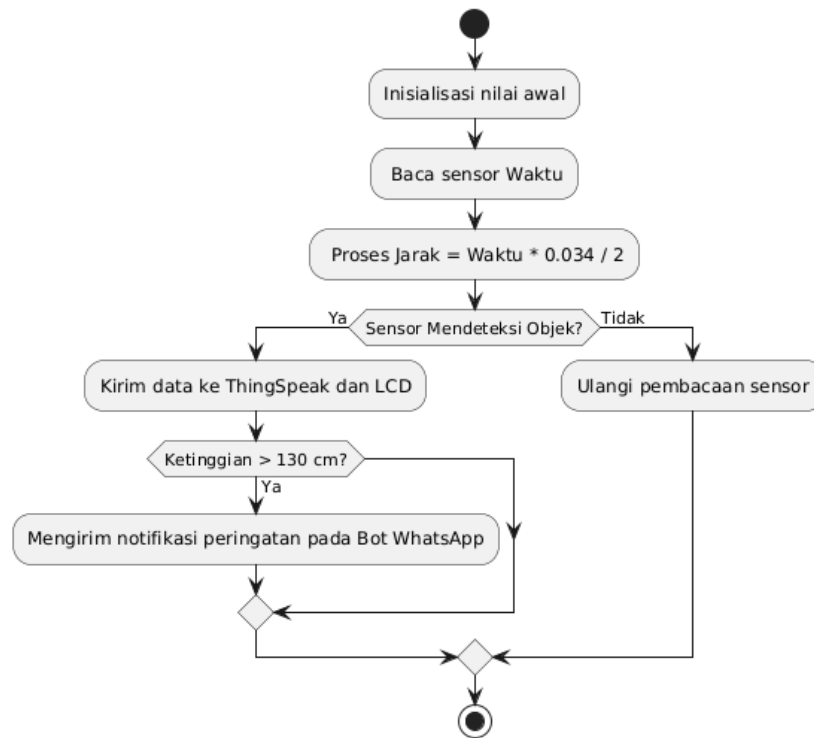 Inisialisasi nilai awal
Baca sensor Waktu
Proses Jarak = Waktu * 0.034 / 2
Ya
Sensor Mendeteksi Objek?
Tidak
Kirim data ke ThingSpeak dan LCD
Ulangi pembacaan sensor
Ketinggian > 130 cm?
Ya
Mengirim notifikasi peringatan pada Bot WhatsApp